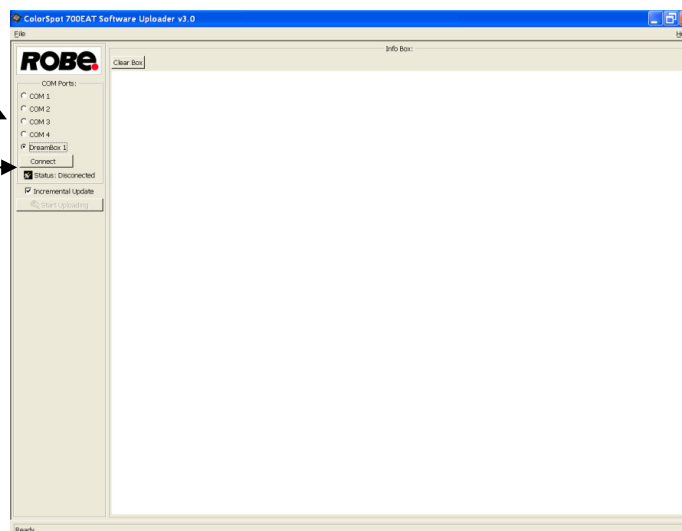 ColorSpot 700EAT Software Uploader v3.0
File
ROBE
Info Box:
Clear Box
COM Ports:
COM 1
COM 2
COM 3
COM 4
DreamBox 1
Connect
Status: Disconected
Incremental Update
Start Uploading
Ready